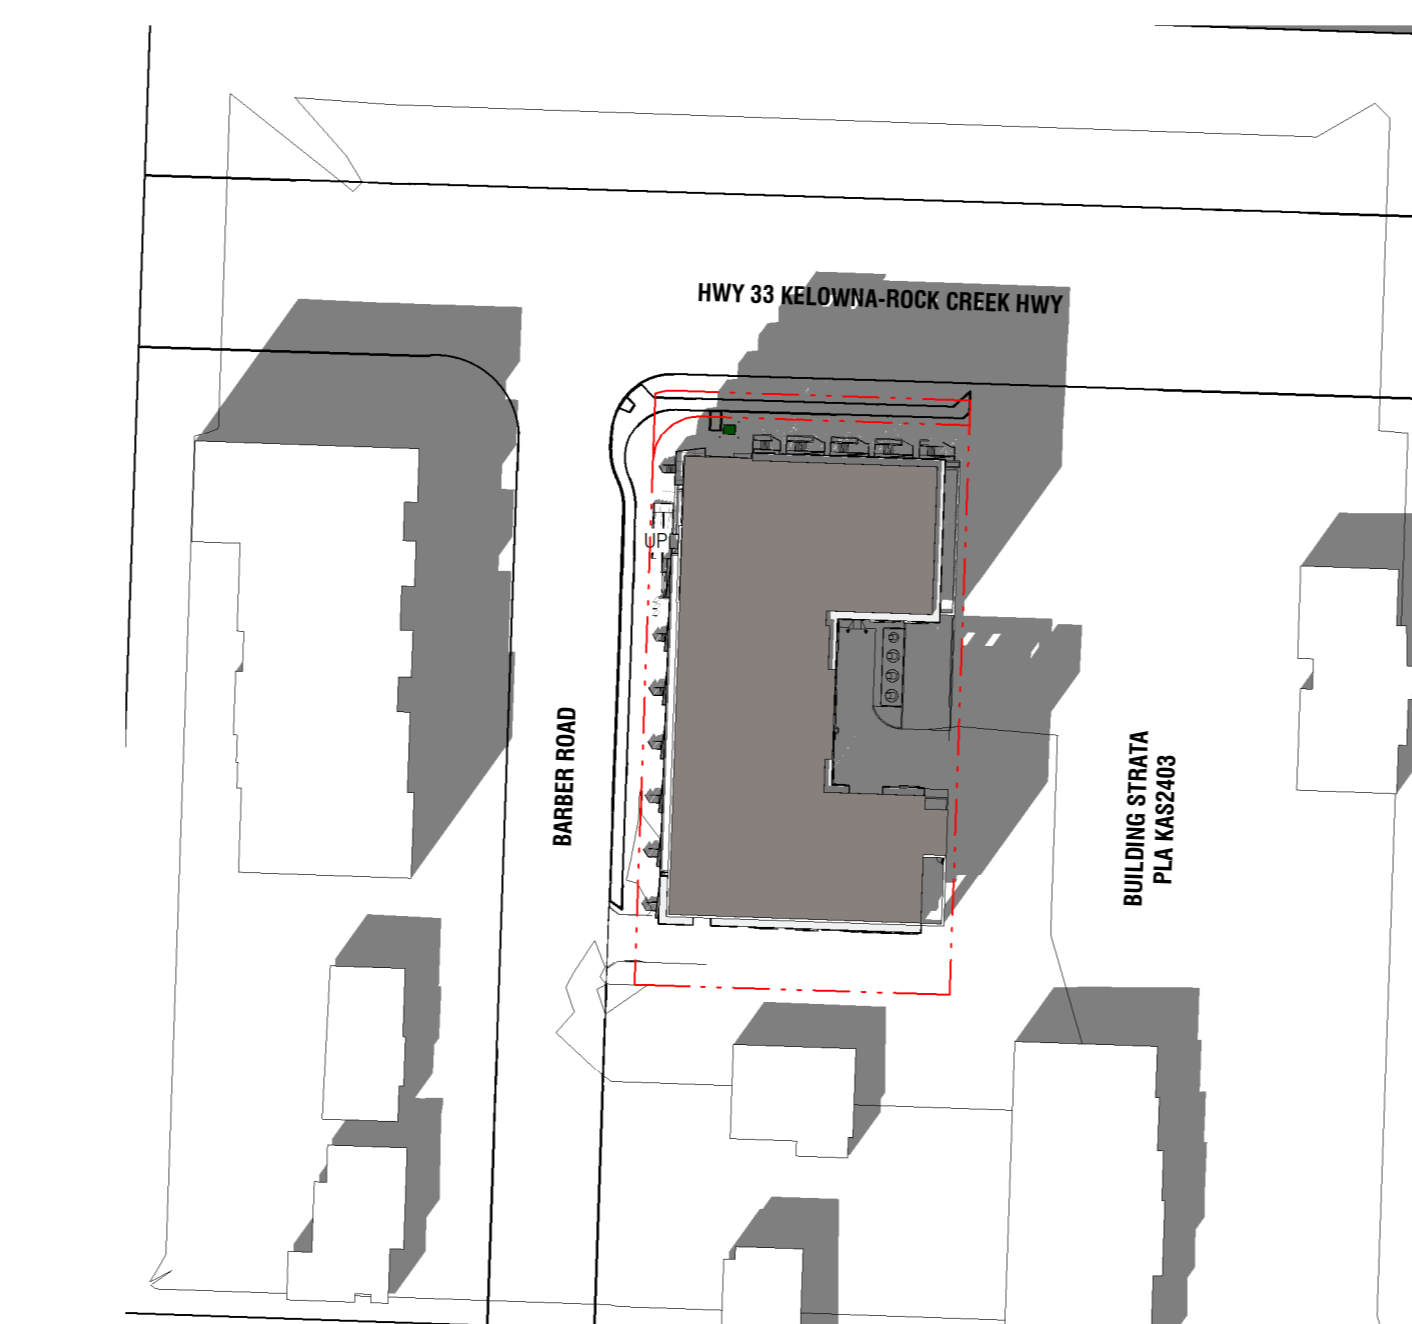 HWY 33 KELOWNA-ROCK CREEK HWY
UP
BARBER ROAD
BUILDING STRATA
PLA KAS2403